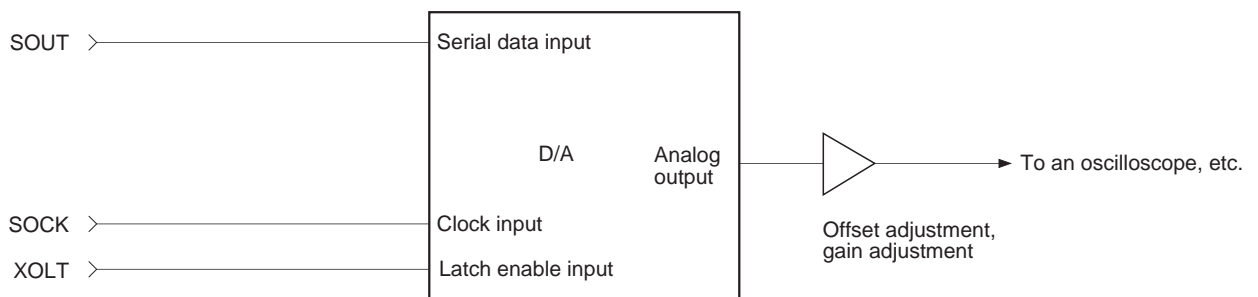 SOUT
Serial data input
D/A
Analog
output
To an oscilloscope, etc.
SOCK
Clock input
Offset adjustment,
gain adjustment
XOLT
Latch enable input